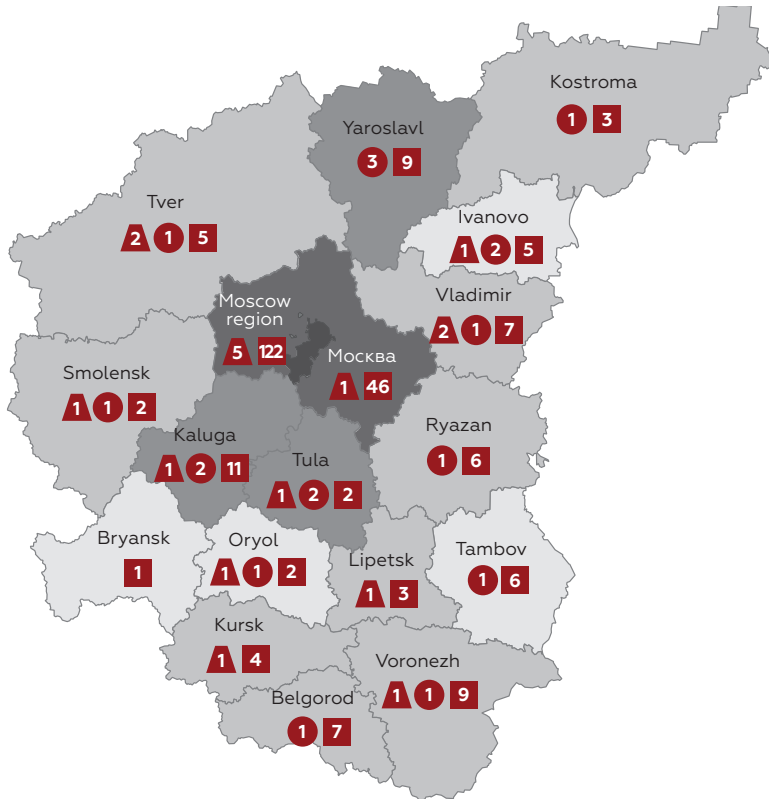 Kostroma
1 3
Yaroslavl
3 9
Tver
2 1 5
Ivanovo
1 2 5
Vladimir
2 1 7
Moscow
region
5 122
Москва
1 46
Smolensk
1 1 2
Ryazan
1 6
Kaluga
1 2 11
Tula
1 2 2
Bryansk
1
Oryol
1 1 2
Lipetsk
1 3
Tambov
1 6
Kursk
1 4
Voronezh
1 1 9
Belgorod
1 7